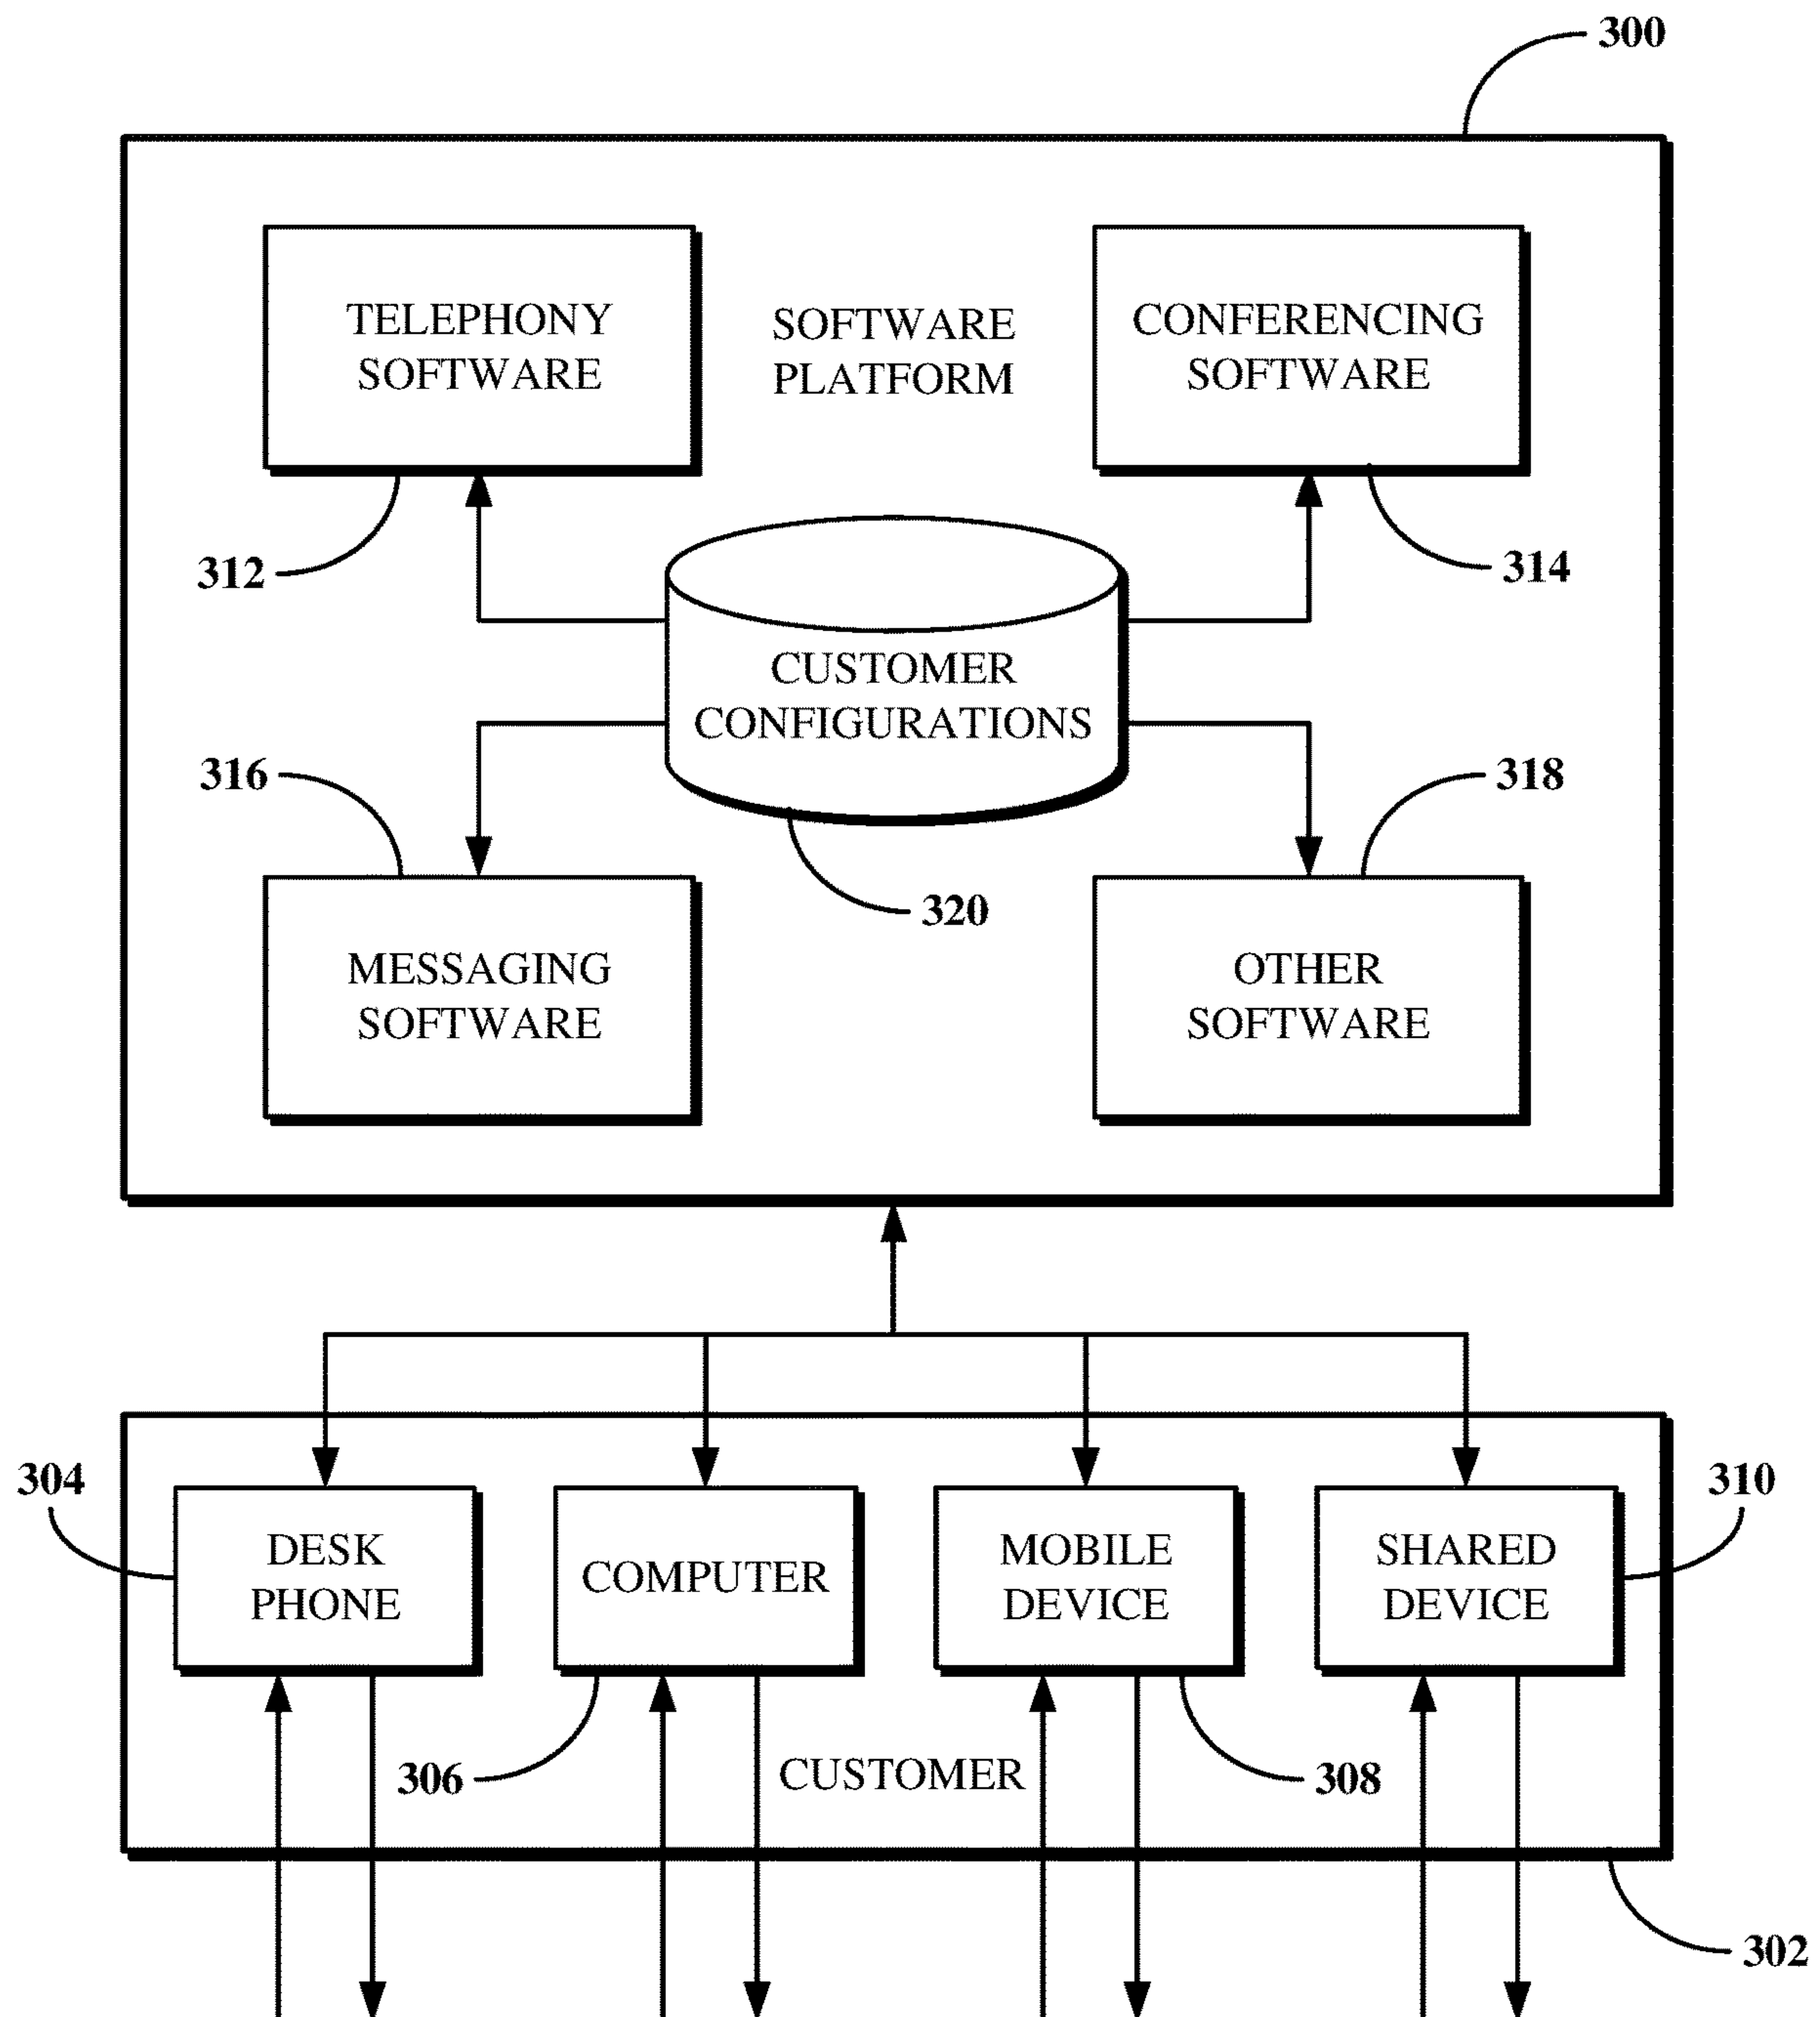 300
TELEPHONY
SOFTWARE
SOFTWARE
PLATFORM
CONFERENCING
SOFTWARE
312
314
CUSTOMER
CONFIGURATIONS
316
318
320
MESSAGING
SOFTWARE
OTHER
SOFTWARE
304
310
DESK
PHONE
COMPUTER
MOBILE
DEVICE
SHARED
DEVICE
306
CUSTOMER
308
302